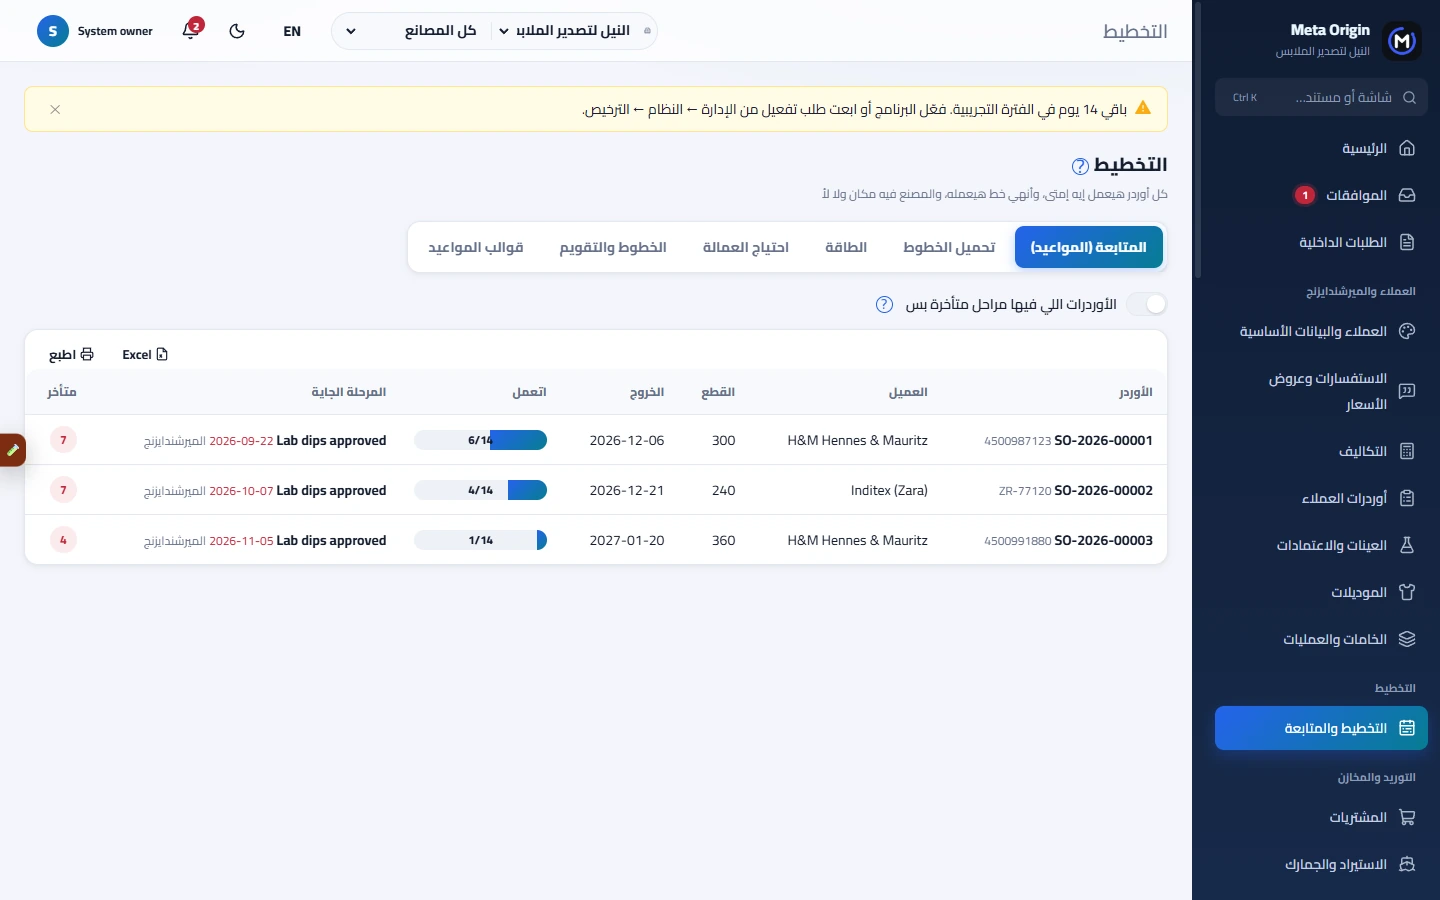 Meta Origin
النيل لتصدير الملابس
شاشة أو مستند... Ctrl K
الرئيسية
الموافقات 1
الطلبات الداخلية
العملاء والميرشندايزنج
العملاء والبيانات الأساسية
الاستفسارات وعروض
الأسعار
التكاليف
أوردرات العملاء
العينات والاعتمادات
الموديلات
الخامات والعمليات
التخطيط
التخطيط والمتابعة
التوريد والمخازن
المشتريات
الاستيراد والجمارك
التخطيط
النيل لتصدير الملابس كل المصانع EN 2 System owner S
باقي 14 يوم في الفترة التجريبية. فعّل البرنامج أو ابعت طلب تفعيل من الإدارة ← النظام ← الترخيص.
التخطيط ?
كل أوردر هيعمل إيه إمتى، وأنهي خط هيعمله، والمصنع فيه مكان ولا لأ
المتابعة (المواعيد) تحميل الخطوط الطاقة احتياج العمالة الخطوط والتقويم قوالب المواعيد
الأوردرات اللي فيها مراحل متأخرة بس ?
Excel اطبع
الأوردر العميل القطع الخروج اتعمل المرحلة الجاية متأخر
SO-2026-00001 4500987123 H&M Hennes & Mauritz 300 2026-12-06 6/14 Lab dips approved 2026-09-22 الميرشندايزنج 7
SO-2026-00002 ZR-77120 Inditex (Zara) 240 2026-12-21 4/14 Lab dips approved 2026-10-07 الميرشندايزنج 7
SO-2026-00003 4500991880 H&M Hennes & Mauritz 360 2027-01-20 1/14 Lab dips approved 2026-11-05 الميرشندايزنج 4